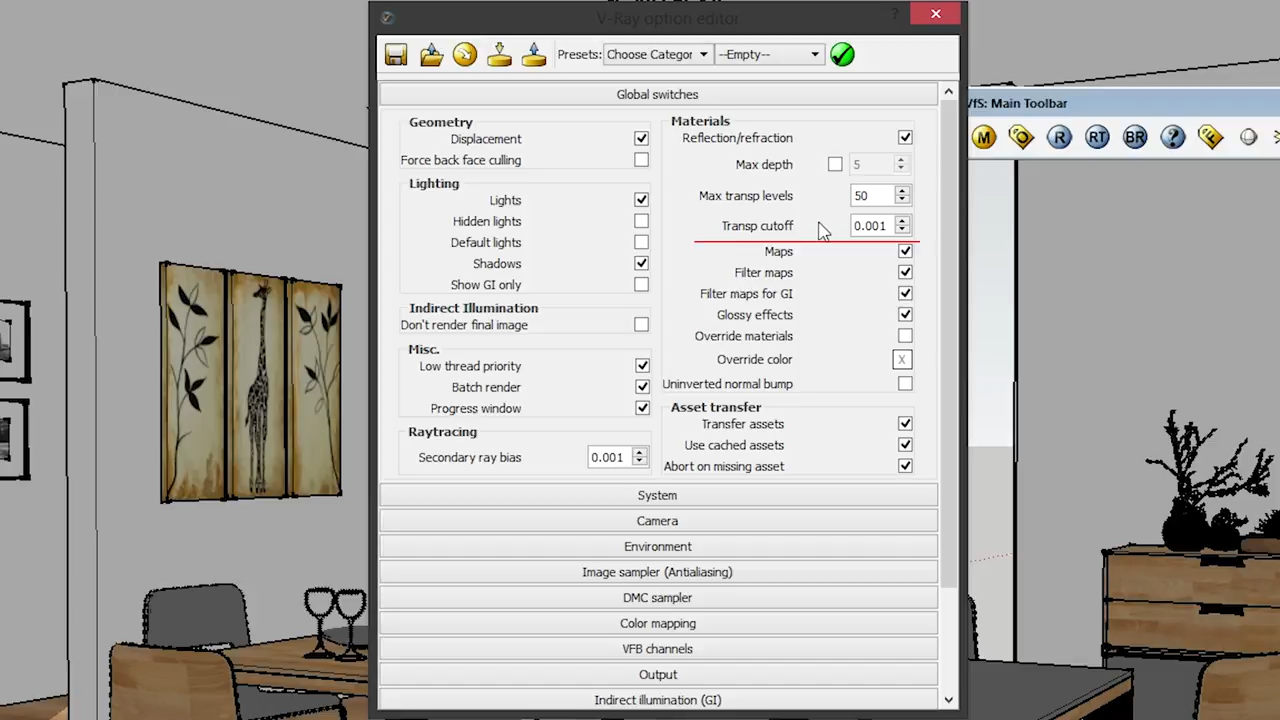 V-Ray option editor
?
Presets: Choose Categor --Empty--
Global switches
Geometry
Displacement
Force back face culling
Lighting
Lights
Hidden lights
Default lights
Shadows
Show GI only
Indirect Illumination
Don't render final image
Misc.
Low thread priority
Batch render
Progress window
Raytracing
Secondary ray bias 0.001
Materials
Reflection/refraction
Max depth 5
Max transp levels 50
Transp cutoff 0.001
Maps
Filter maps
Filter maps for GI
Glossy effects
Override materials
Override color X
Uninverted normal bump
Asset transfer
Transfer assets
Use cached assets
Abort on missing asset
System
Camera
Environment
Image sampler (Antialiasing)
DMC sampler
Color mapping
VFB channels
Output
Indirect illumination (GI)
VfS: Main Toolbar
M O R RT BR ? F